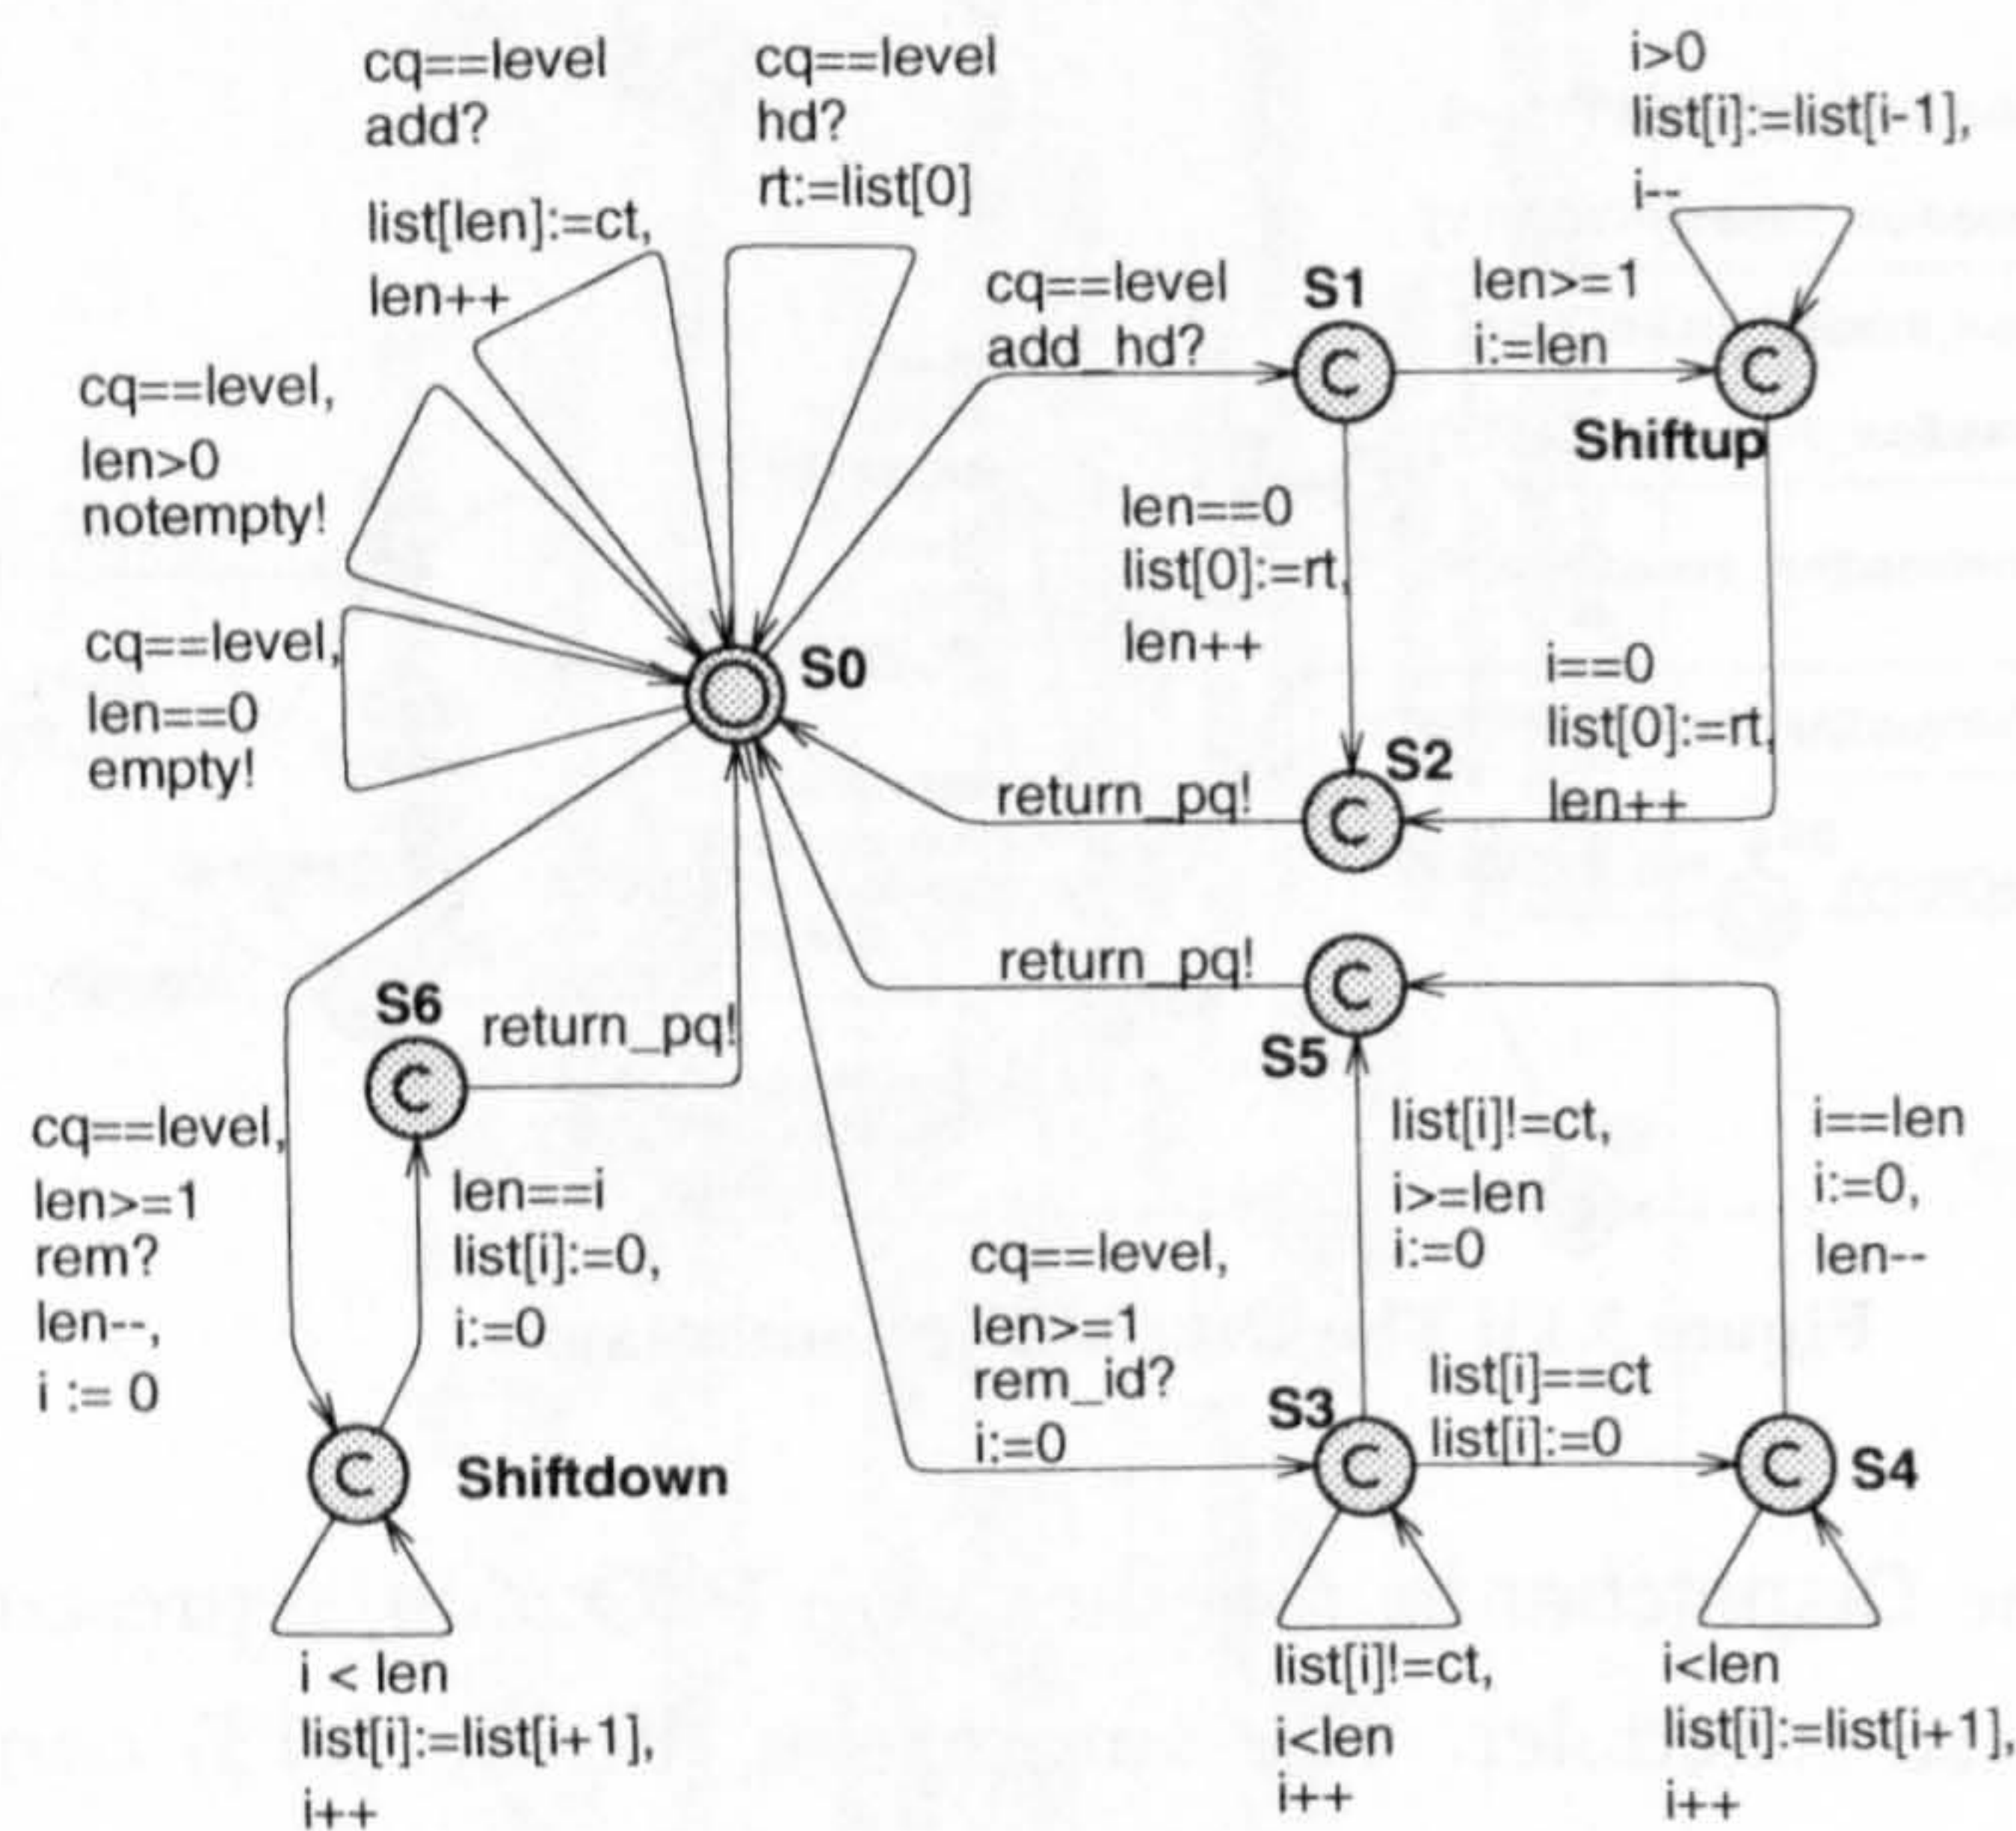 cq==level
add?
list[len]:=ct,
len++
cq==level
hd?
rt:=list[0]
i>0
list[i]:=list[i-1],
i--
cq==level
add_hd?
S1
len>=1
i:=len
C
C
Shiftup
cq==level,
len>0
notempty!
cq==level,
len==0
empty!
S0
len==0
list[0]:=rt,
len++
i==0
list[0]:=rt,
len++
S2
return_pq!
C
return_pq!
C
S5
S6
return_pq!
C
cq==level,
len>=1
rem?
len--,
i := 0
len==i
list[i]:=0,
i:=0
list[i]!=ct,
i>=len
i:=0
i==len
i:=0,
len--
cq==level,
len>=1
rem_id?
i:=0
S3
list[i]==ct
list[i]:=0
C
Shiftdown
C
C
S4
i < len
list[i]:=list[i+1],
i++
list[i]!=ct,
i<len
i++
i<len
list[i]:=list[i+1],
i++